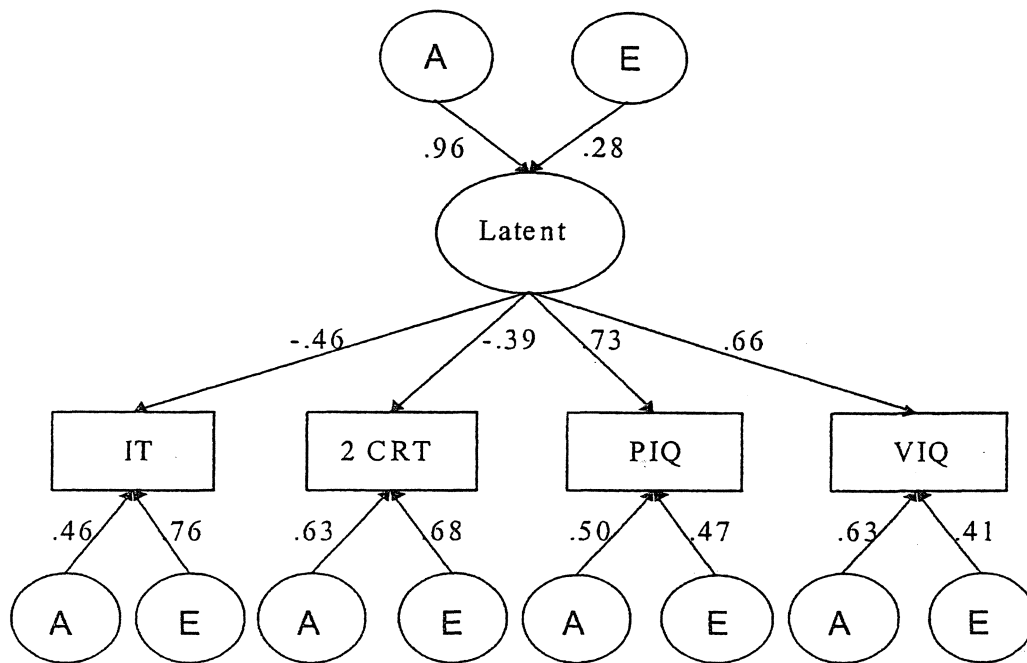 A E
.96 .28
Latent
-.46 -.39 .73 .66
IT 2 CRT PIQ VIQ
.46 .76 .63 .68 .50 .47 .63 .41
A E A E A E A E